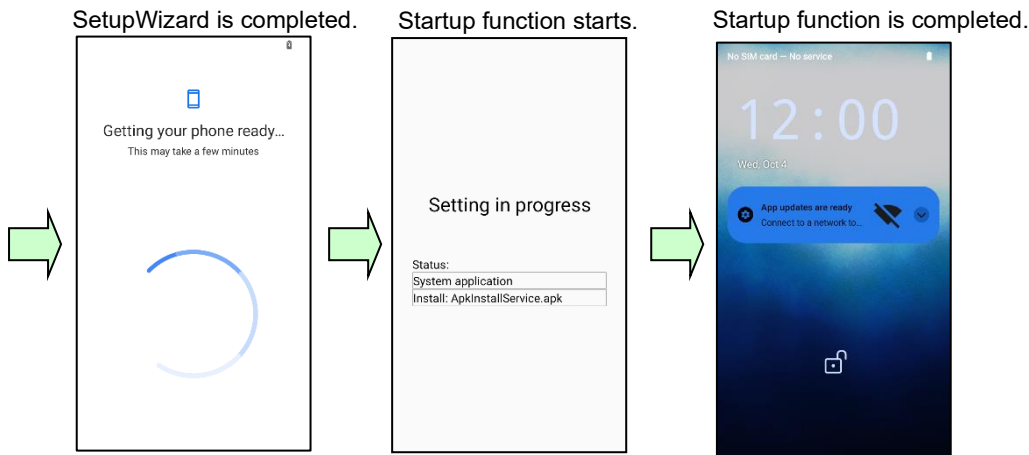 SetupWizard is completed.
Getting your phone ready...
This may take a few minutes
Startup function starts.
Setting in progress
Status:
System application
Install: ApkInstallService.apk
Startup function is completed.
No SIM card — No service
12:00
Wed, Oct 4
App updates are ready
Connect to a network to...